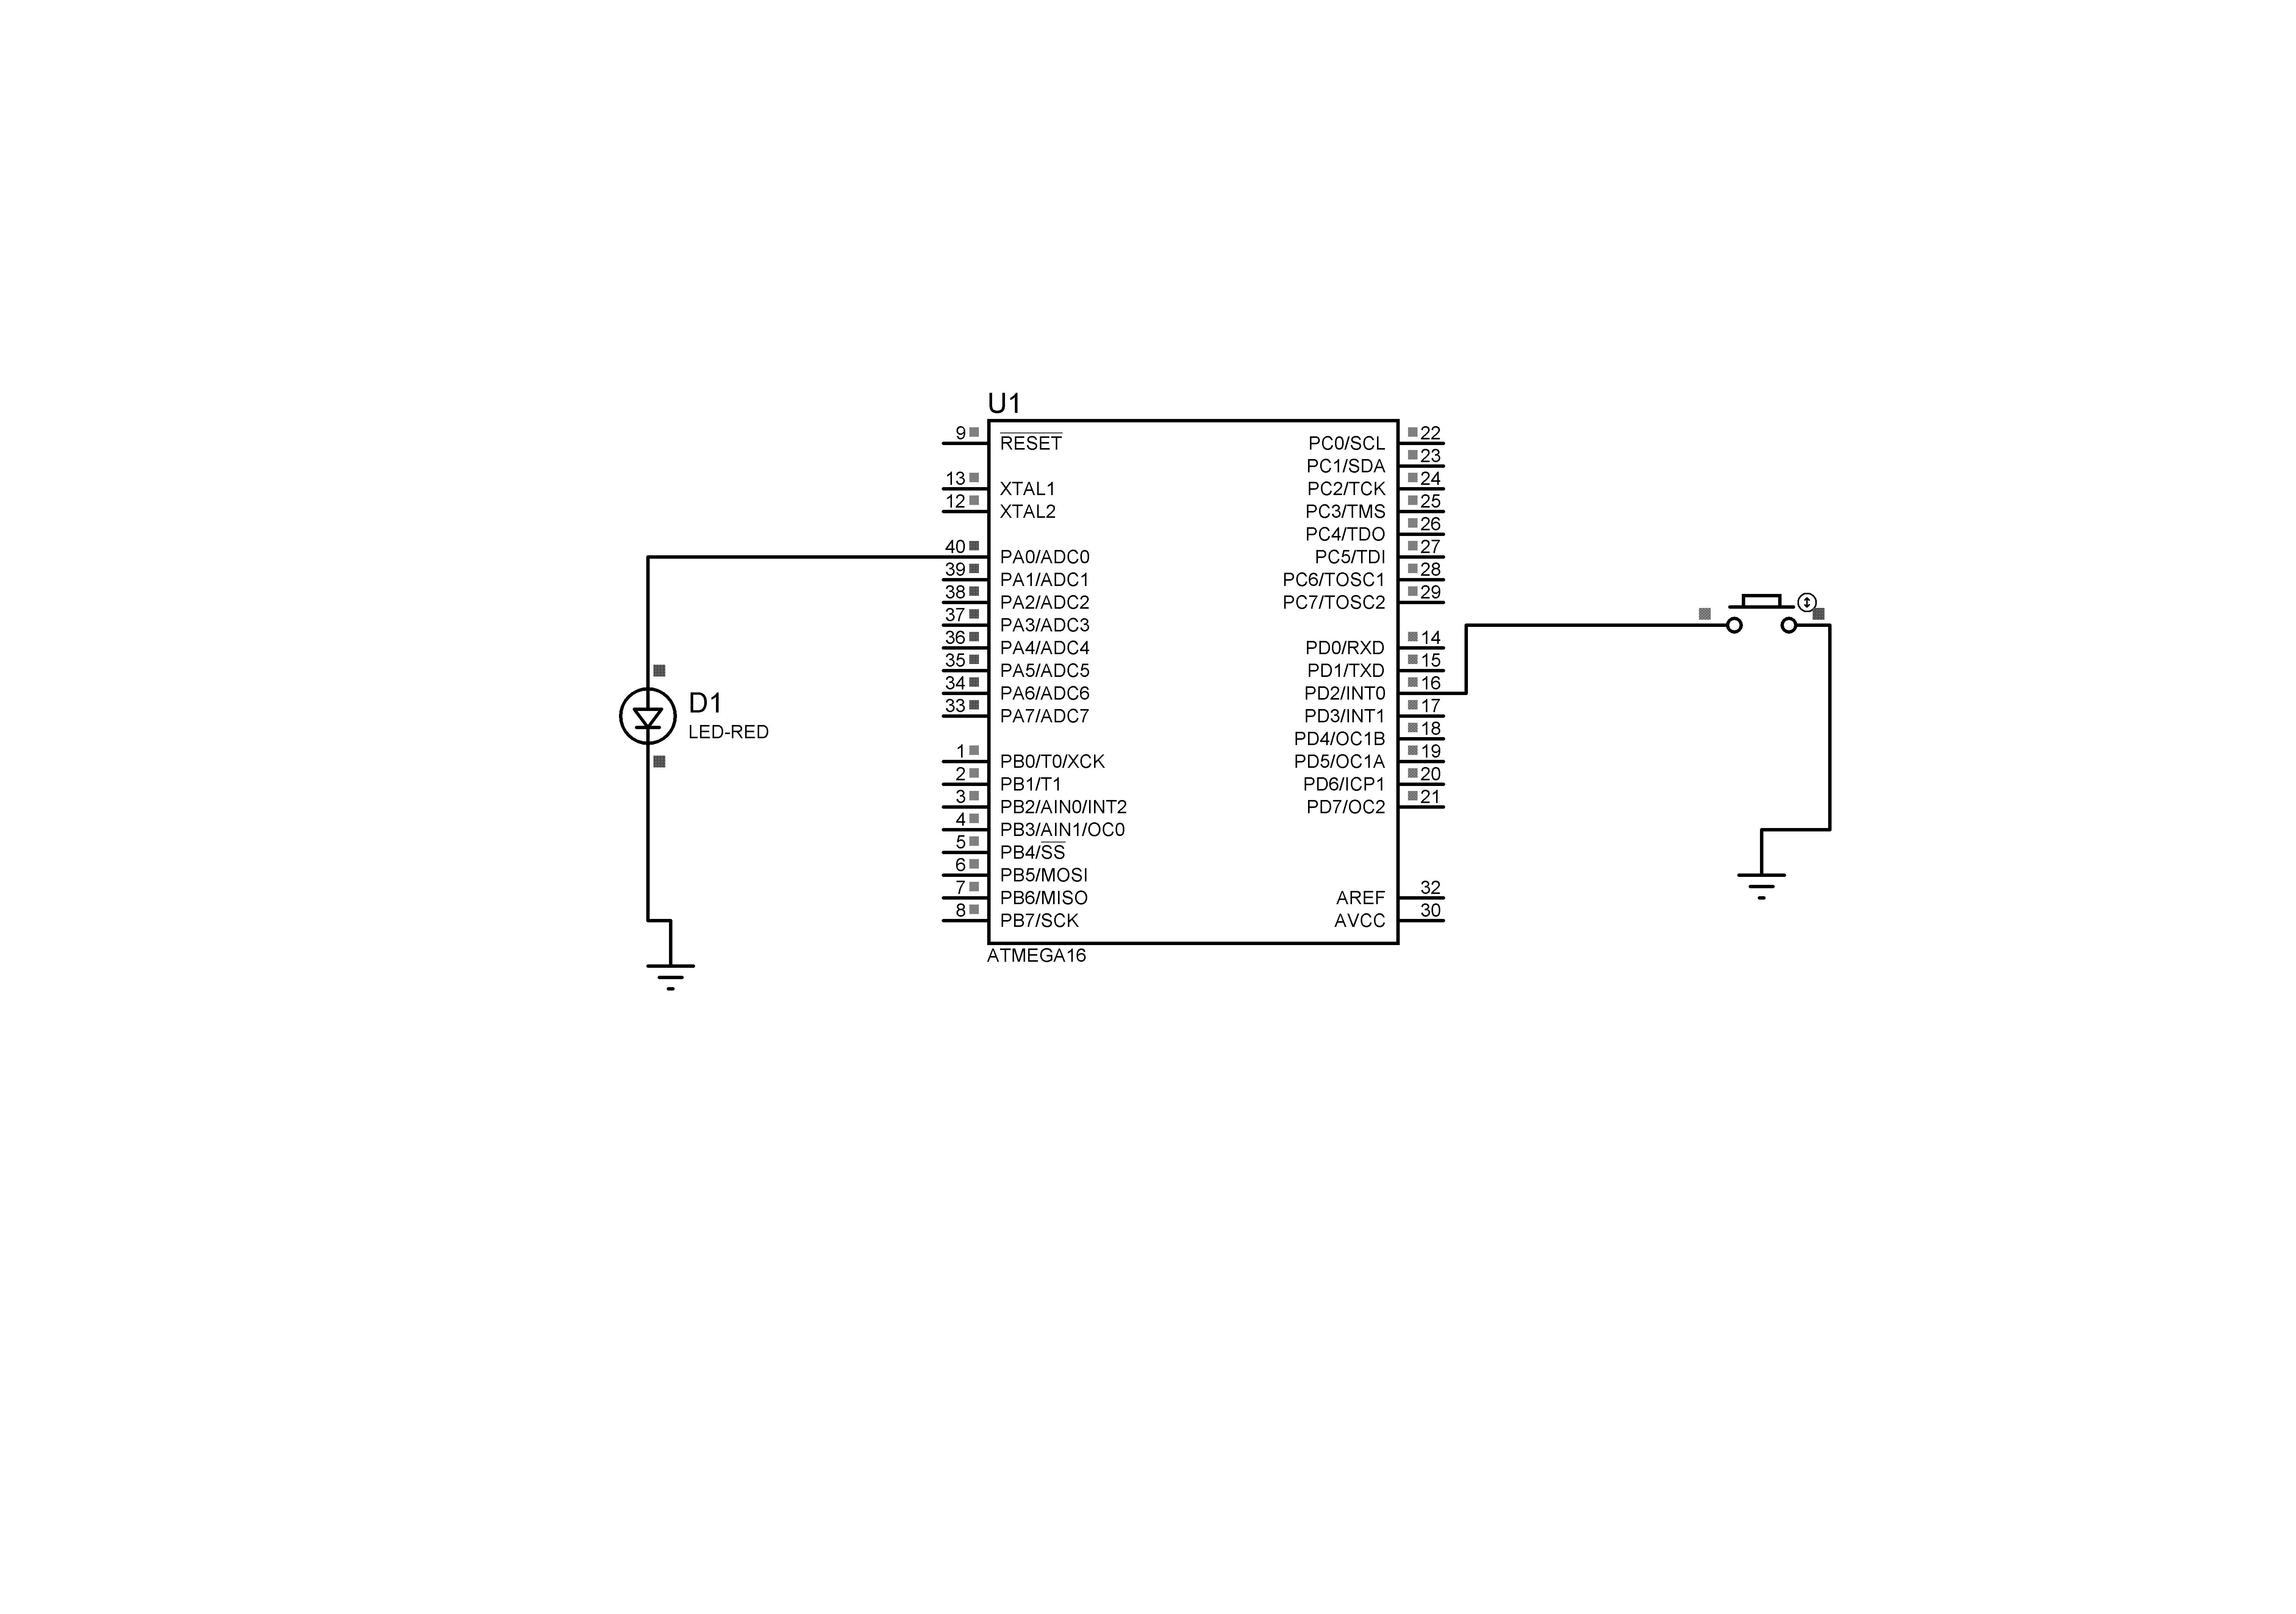 U1
9
RESET
13
XTAL1
12
XTAL2
40
PA0/ADC0
39
PA1/ADC1
38
PA2/ADC2
37
PA3/ADC3
36
PA4/ADC4
35
PA5/ADC5
34
PA6/ADC6
33
PA7/ADC7
1
PB0/T0/XCK
2
PB1/T1
3
PB2/AIN0/INT2
4
PB3/AIN1/OC0
5
PB4/SS
6
PB5/MOSI
7
PB6/MISO
8
PB7/SCK
22
PC0/SCL
23
PC1/SDA
24
PC2/TCK
25
PC3/TMS
26
PC4/TDO
27
PC5/TDI
28
PC6/TOSC1
29
PC7/TOSC2
14
PD0/RXD
15
PD1/TXD
16
PD2/INT0
17
PD3/INT1
18
PD4/OC1B
19
PD5/OC1A
20
PD6/ICP1
21
PD7/OC2
32
AREF
30
AVCC
ATMEGA16
D1
LED-RED